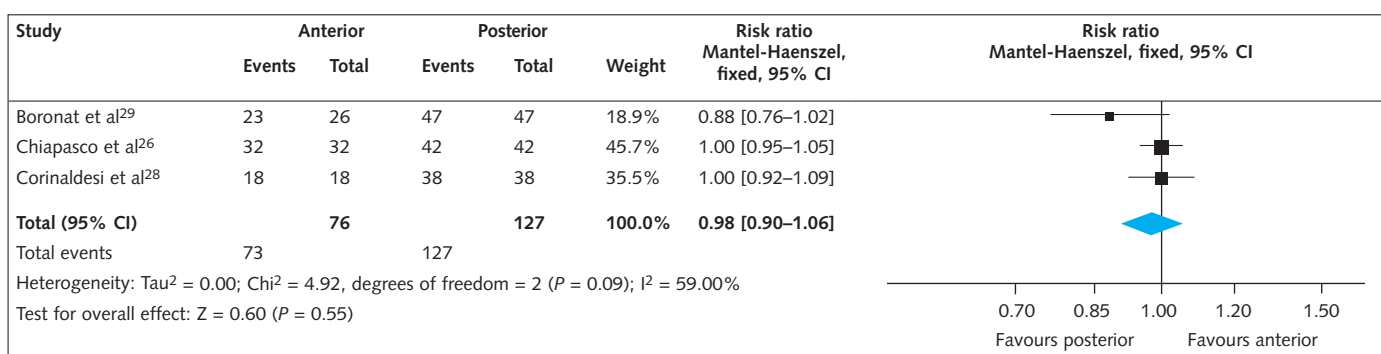 Study Anterior Posterior Risk ratio Risk ratio
Mantel-Haenszel, Mantel-Haenszel, fixed, 95% CI
Events Total Events Total Weight fixed, 95% CI
Boronat et al²⁹ 23 26 47 47 18.9% 0.88 [0.76–1.02]
Chiapasco et al²⁶ 32 32 42 42 45.7% 1.00 [0.95–1.05]
Corinaldesi et al²⁸ 18 18 38 38 35.5% 1.00 [0.92–1.09]
Total (95% CI) 76 127 100.0% 0.98 [0.90–1.06]
Total events 73 127
Heterogeneity: Tau² = 0.00; Chi² = 4.92, degrees of freedom = 2 (P = 0.09); I² = 59.00%
Test for overall effect: Z = 0.60 (P = 0.55)
0.70 0.85 1.00 1.20 1.50
Favours posterior Favours anterior